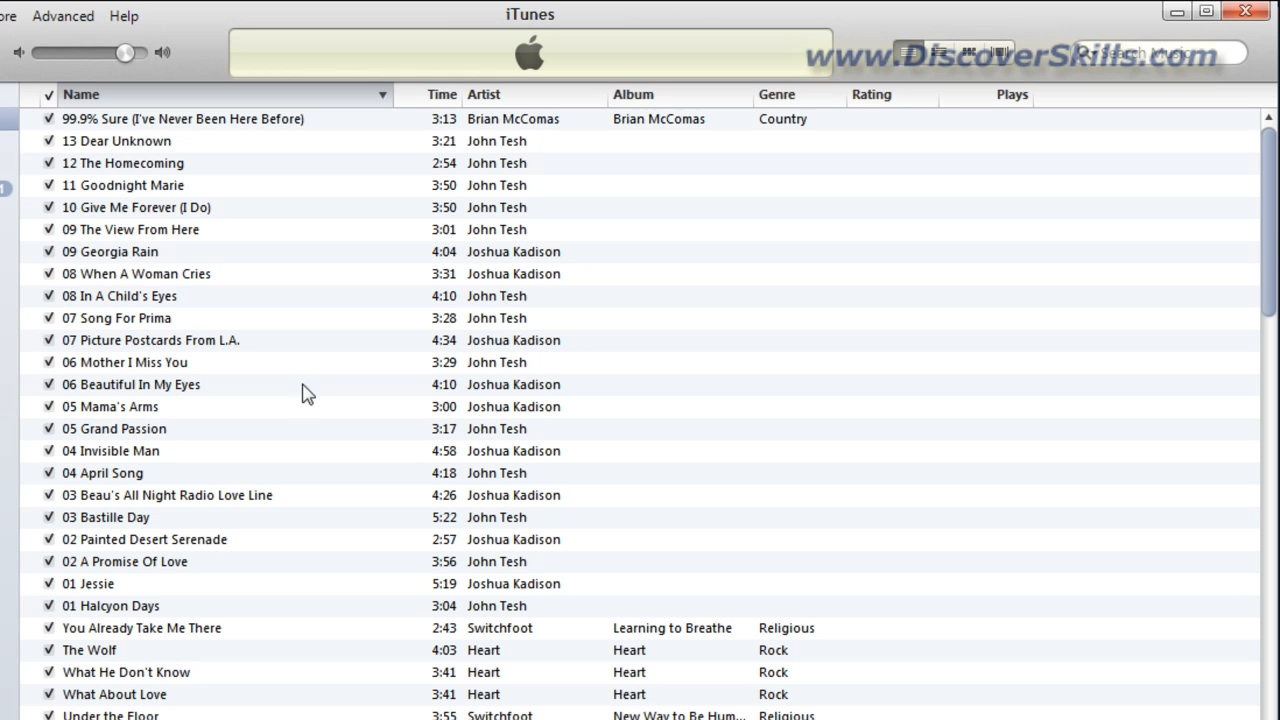 ore Advanced Help iTunes
www.DiscoverSkills.com
Search Music
✓ Name Time Artist Album Genre Rating Plays
99.9% Sure (I've Never Been Here Before) 3:13 Brian McComas Brian McComas Country
13 Dear Unknown 3:21 John Tesh
12 The Homecoming 2:54 John Tesh
1
11 Goodnight Marie 3:50 John Tesh
10 Give Me Forever (I Do) 3:50 John Tesh
09 The View From Here 3:01 John Tesh
09 Georgia Rain 4:04 Joshua Kadison
08 When A Woman Cries 3:31 Joshua Kadison
08 In A Child's Eyes 4:10 John Tesh
07 Song For Prima 3:28 John Tesh
07 Picture Postcards From L.A. 4:34 Joshua Kadison
06 Mother I Miss You 3:29 John Tesh
06 Beautiful In My Eyes 4:10 Joshua Kadison
05 Mama's Arms 3:00 Joshua Kadison
05 Grand Passion 3:17 John Tesh
04 Invisible Man 4:58 Joshua Kadison
04 April Song 4:18 John Tesh
03 Beau's All Night Radio Love Line 4:26 Joshua Kadison
03 Bastille Day 5:22 John Tesh
02 Painted Desert Serenade 2:57 Joshua Kadison
02 A Promise Of Love 3:56 John Tesh
01 Jessie 5:19 Joshua Kadison
01 Halcyon Days 3:04 John Tesh
You Already Take Me There 2:43 Switchfoot Learning to Breathe Religious
The Wolf 4:03 Heart Heart Rock
What He Don't Know 3:41 Heart Heart Rock
What About Love 3:41 Heart Heart Rock
Under the Floor 3:55 Switchfoot New Way to Be Hum... Religious